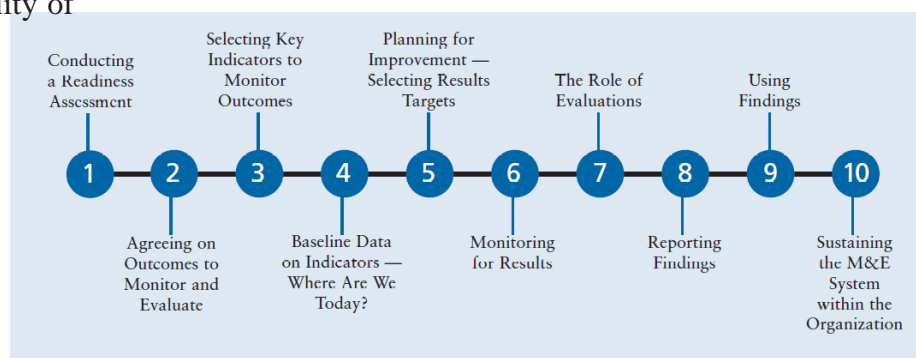 Conducting
a Readiness
Assessment
Selecting Key
Indicators to
Monitor
Outcomes
Planning for
Improvement —
Selecting Results
Targets
The Role of
Evaluations
Using
Findings
1 2 3 4 5 6 7 8 9 10
Agreeing on
Outcomes to
Monitor and
Evaluate
Baseline Data
on Indicators —
Where Are We
Today?
Monitoring
for Results
Reporting
Findings
Sustaining
the M&E
System
within the
Organization